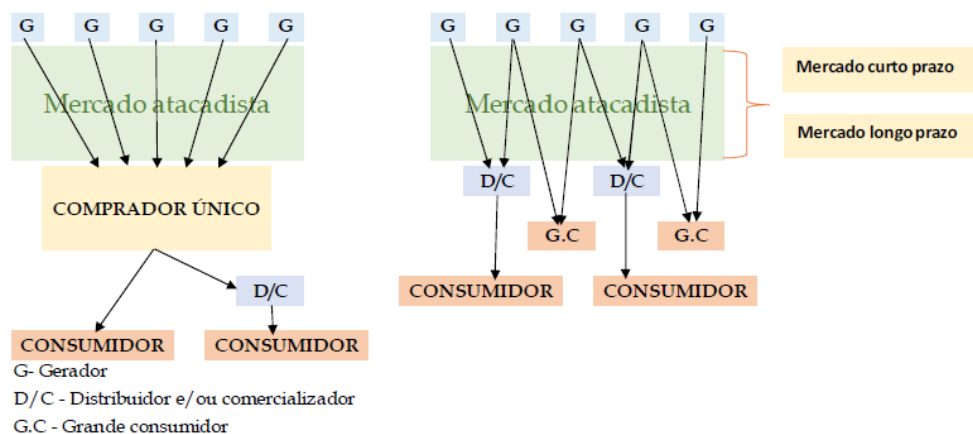 G G G G G
Mercado atacadista
COMPRADOR ÚNICO
D/C
CONSUMIDOR CONSUMIDOR
G- Gerador
D/C - Distribuidor e/ou comercializador
G.C - Grande consumidor
G G G G G
Mercado atacadista
D/C D/C
G.C G.C
CONSUMIDOR CONSUMIDOR
Mercado curto prazo
Mercado longo prazo